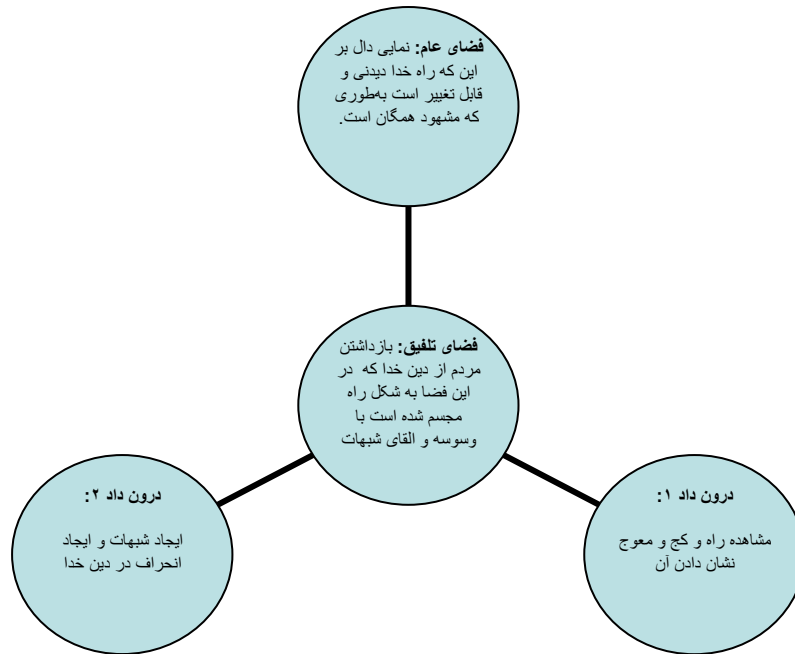 فضای عام: نمایی دال بر
این که راه خدا دیدنی و
قابل تغییر است به‌طوری
که مشهود همگان است.
فضای تلفیق: بازداشتن
مردم از دین خدا که در
این فضا به شکل راه
مجسم شده است با
وسوسه و القای شبهات
درون داد ۱:
مشاهده راه و کج و معوج
نشان دادن آن
درون داد ۲:
ایجاد شبهات و ایجاد
انحراف در دین خدا